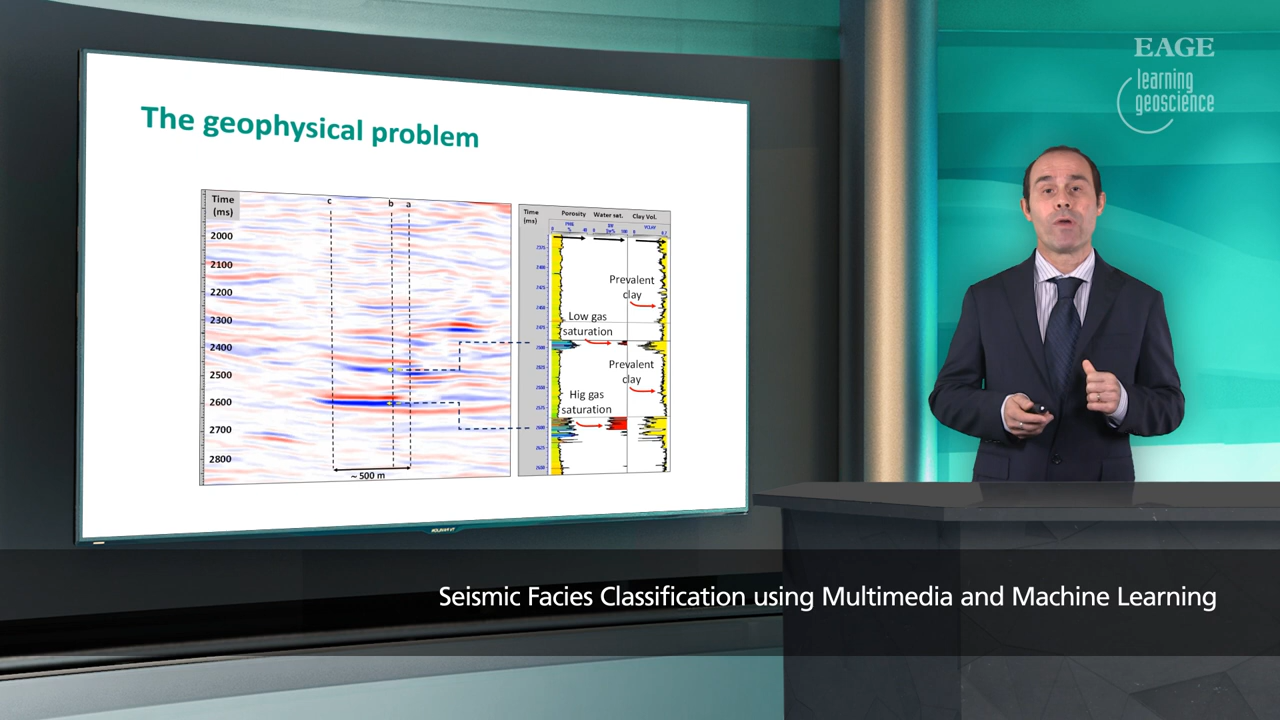 EAGE
learning
geoscience
The geophysical problem
Time
(ms)
c b a
2000
2100
2200
2300
2400
2500
2600
2700
2800
~ 500 m
Time
(ms)
Porosity Water sat. Clay Vol.
Prevalent
clay
Low gas
saturation
Prevalent
clay
Hig gas
saturation
Seismic Facies Classification using Multimedia and Machine Learning